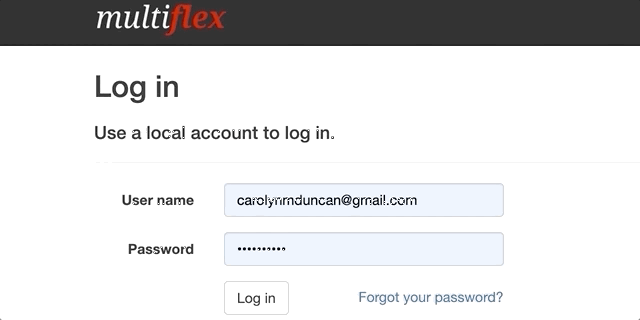 multiflex
Log in
Use a local account to log in.
User name carolynmduncan@gmail.com
Password ••••••••••
Log in Forgot your password?